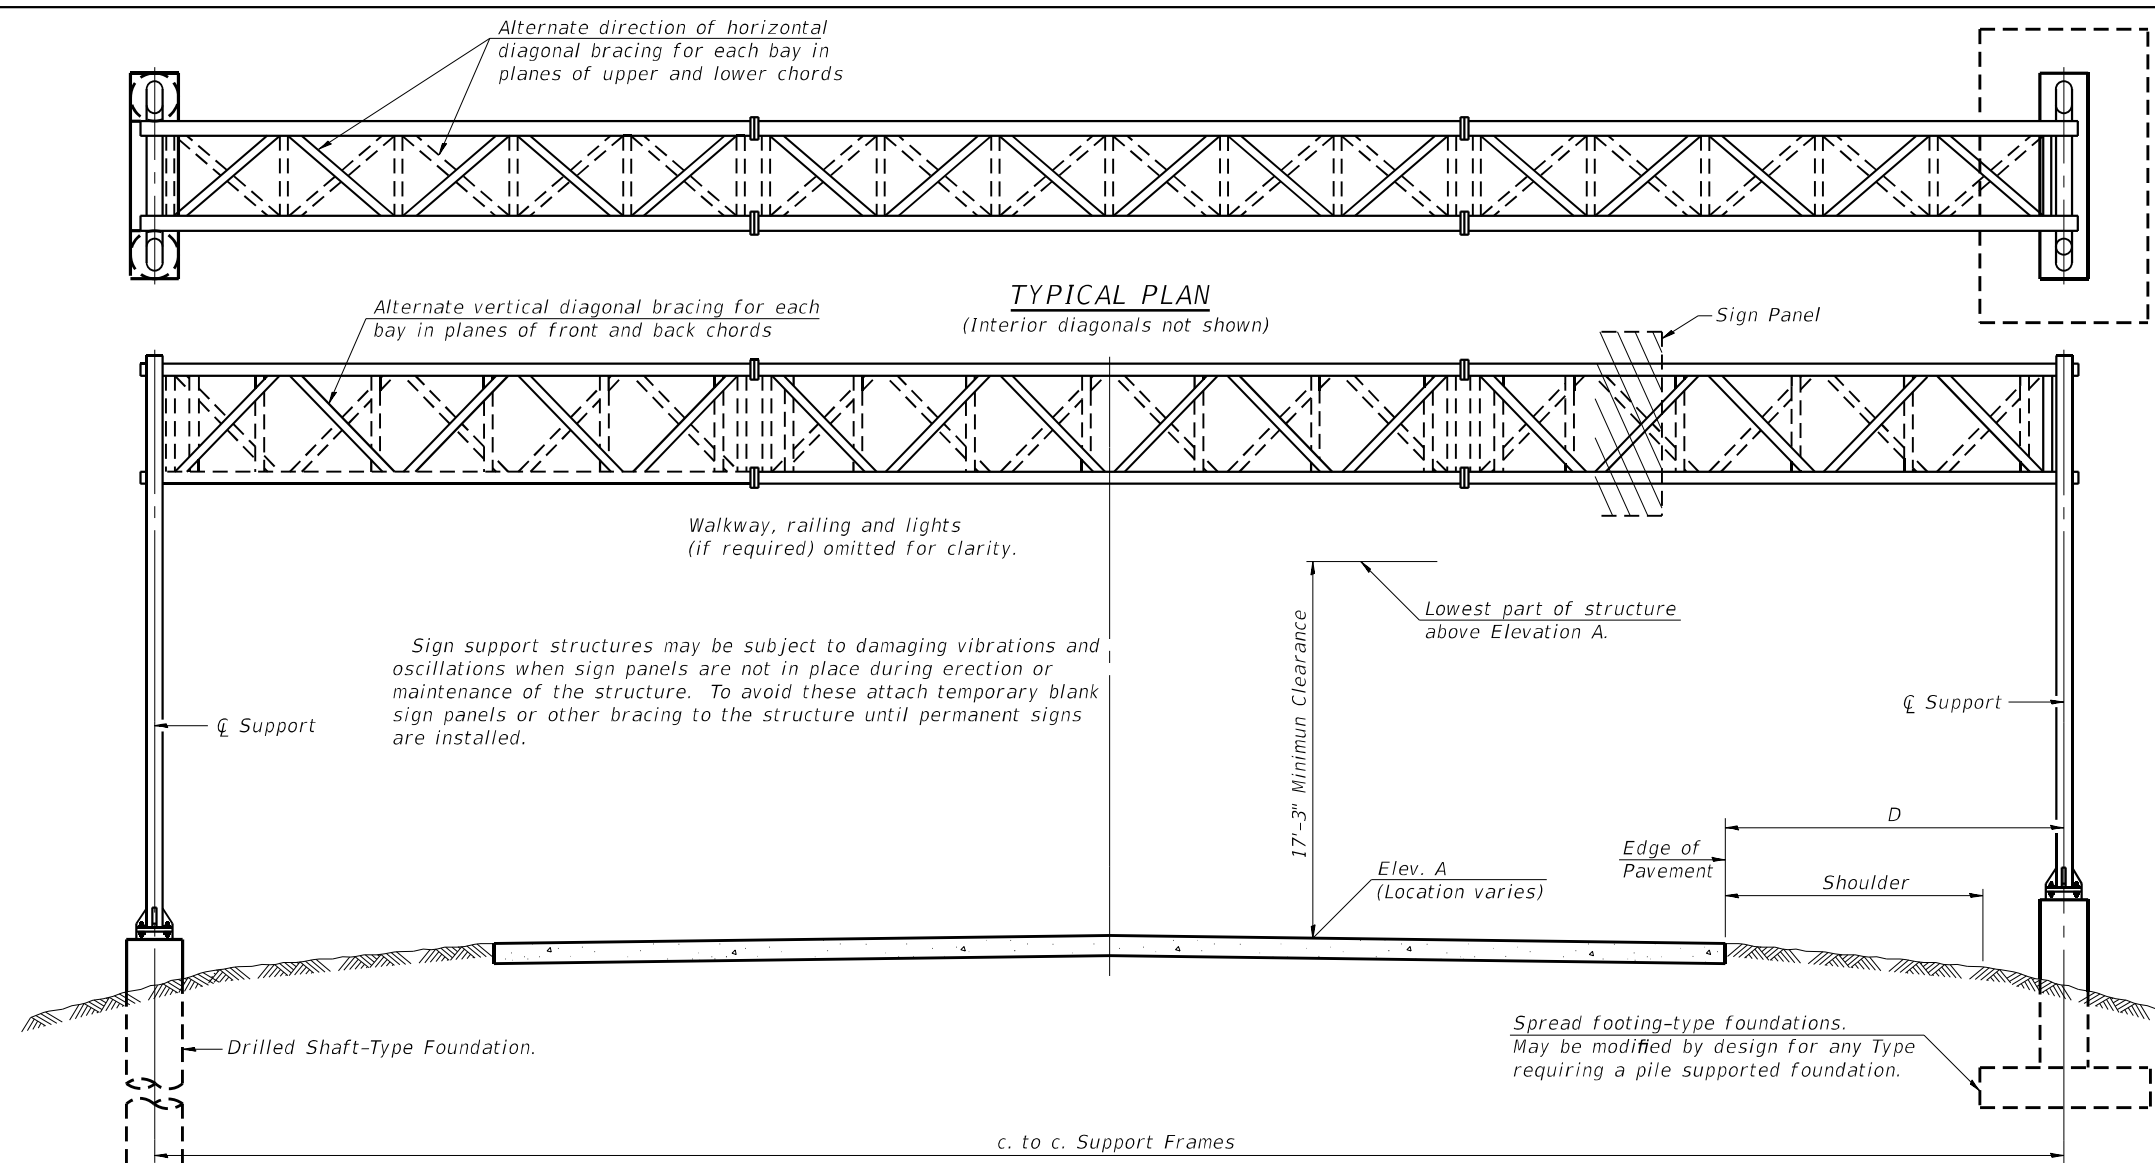 Alternate direction of horizontal
diagonal bracing for each bay in
planes of upper and lower chords
TYPICAL PLAN
(Interior diagonals not shown)
Alternate vertical diagonal bracing for each
bay in planes of front and back chords
Sign Panel
Walkway, railing and lights
(if required) omitted for clarity.
Lowest part of structure
above Elevation A.
Sign support structures may be subject to damaging vibrations and
oscillations when sign panels are not in place during erection or
maintenance of the structure. To avoid these attach temporary blank
sign panels or other bracing to the structure until permanent signs
are installed.
17'-3" Minimun Clearance
℄ Support
℄ Support
D
Edge of
Pavement
Shoulder
Elev. A
(Location varies)
Drilled Shaft-Type Foundation.
Spread footing-type foundations.
May be modified by design for any Type
requiring a pile supported foundation.
c. to c. Support Frames